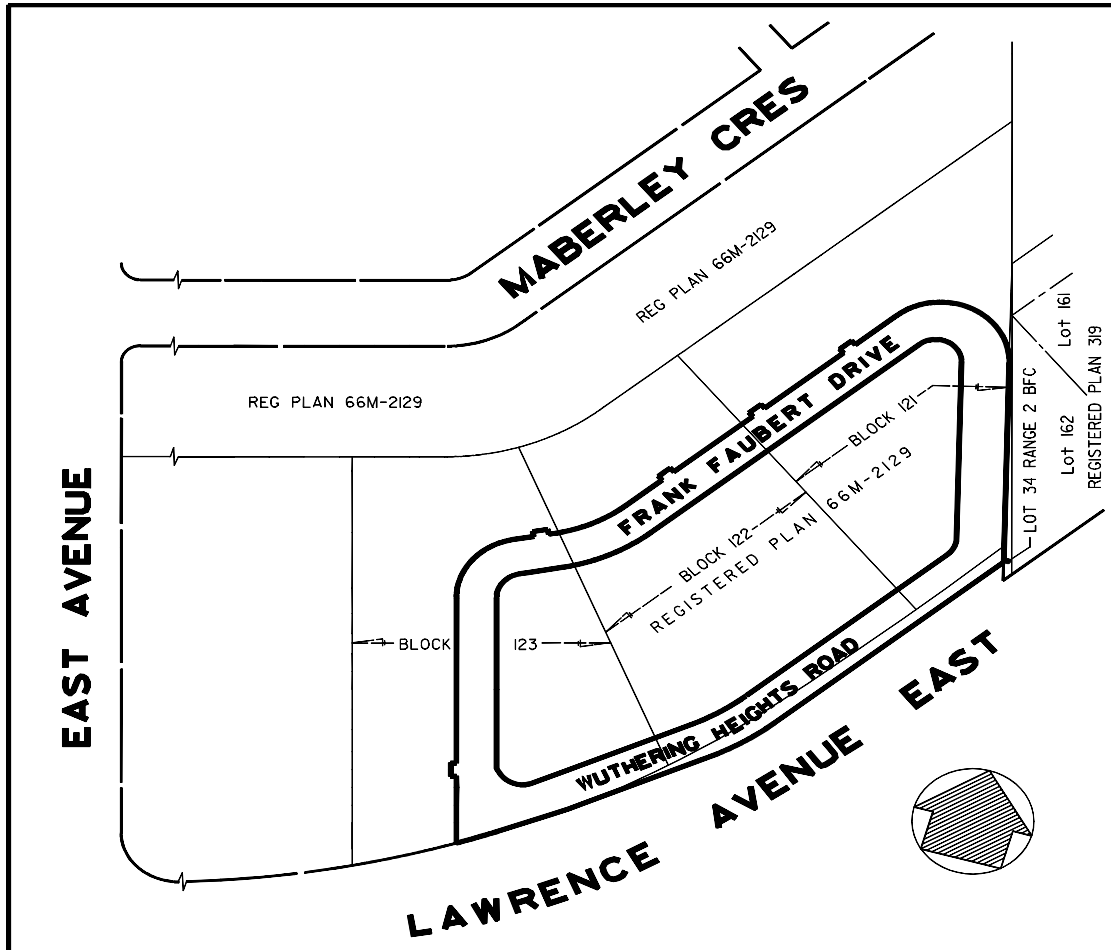 MABERLEY CRES
REG PLAN 66M-2129
REG PLAN 66M-2129
Lot 161
REGISTERED PLAN 319
Lot 162
LOT 34 RANGE 2 BFC
FRANK FAUBERT DRIVE
BLOCK 121
BLOCK 122
REGISTERED PLAN 66M-2129
EAST AVENUE
BLOCK 123
WUTHERING HEIGHTS ROAD
LAWRENCE AVENUE EAST